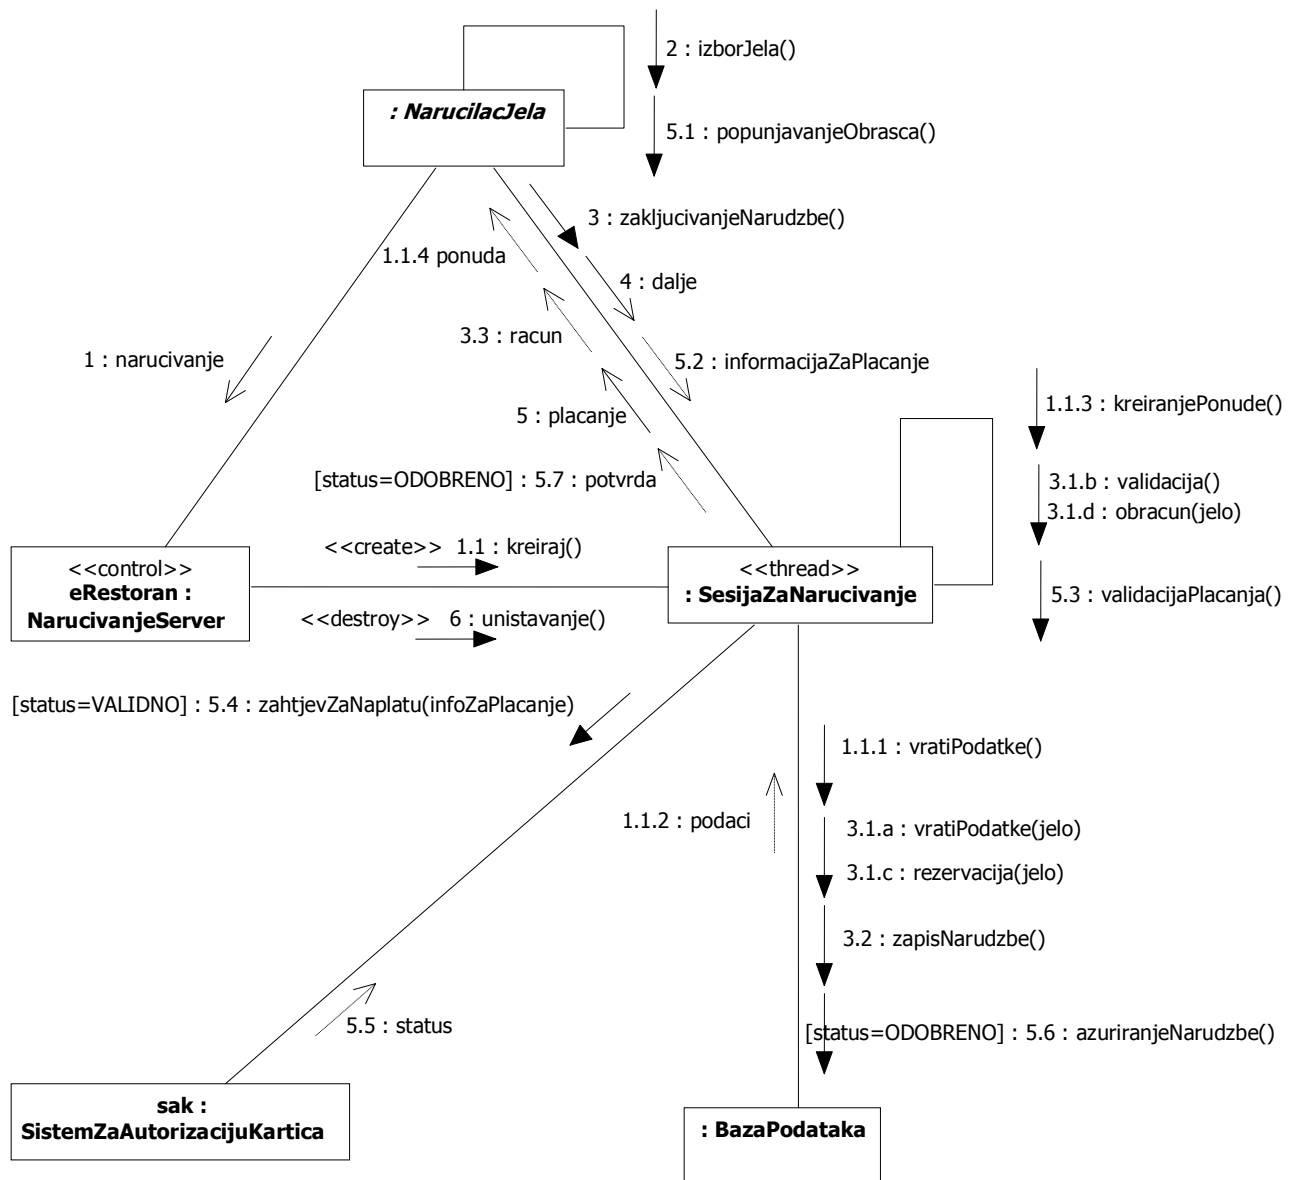 2 : izborJela()
: NarucilacJela
5.1 : popunjavanjeObrasca()
3 : zakljucivanjeNarudzbe()
1.1.4 ponuda
4 : dalje
3.3 : racun
1 : narucivanje
5.2 : informacijaZaPlacanje
1.1.3 : kreiranjePonude()
5 : placanje
[status=ODOBRENO] : 5.7 : potvrda
3.1.b : validacija()
3.1.d : obracun(jelo)
<<create>> 1.1 : kreiraj()
<<control>>
eRestoran :
NarucivanjeServer
<<thread>>
: SesijaZaNarucivanje
5.3 : validacijaPlacanja()
<<destroy>> 6 : unistavanje()
[status=VALIDNO] : 5.4 : zahtjevZaNaplatu(infoZaPlacanje)
1.1.1 : vratiPodatke()
1.1.2 : podaci
3.1.a : vratiPodatke(jelo)
3.1.c : rezervacija(jelo)
3.2 : zapisNarudzbe()
5.5 : status
[status=ODOBRENO] : 5.6 : azuriranjeNarudzbe()
sak :
SistemZaAutorizacijuKartica
: BazaPodataka